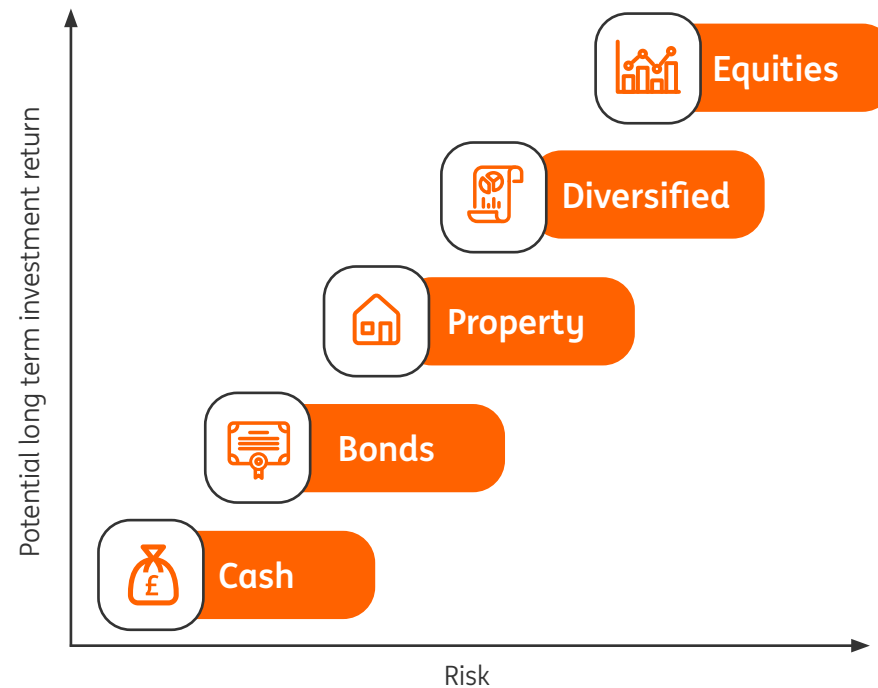 Potential long term investment return
Equities
Diversified
Property
Bonds
£
Cash
Risk